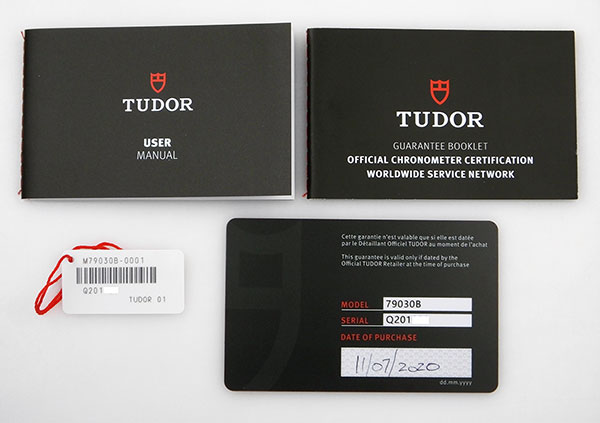 TUDOR
USER
MANUAL
TUDOR
GUARANTEE BOOKLET
OFFICIAL CHRONOMETER CERTIFICATION
WORLDWIDE SERVICE NETWORK
M79030B-0001
Q201
TUDOR 01
Cette garantie n'est valable que si elle est datée
par le Détaillant Officiel TUDOR au moment de l'achat
This guarantee is valid only if dated by the
Official TUDOR Retailer at the time of purchase
MODEL 79030B
SERIAL Q201
DATE OF PURCHASE
11/07/2020
dd.mm.yyyy